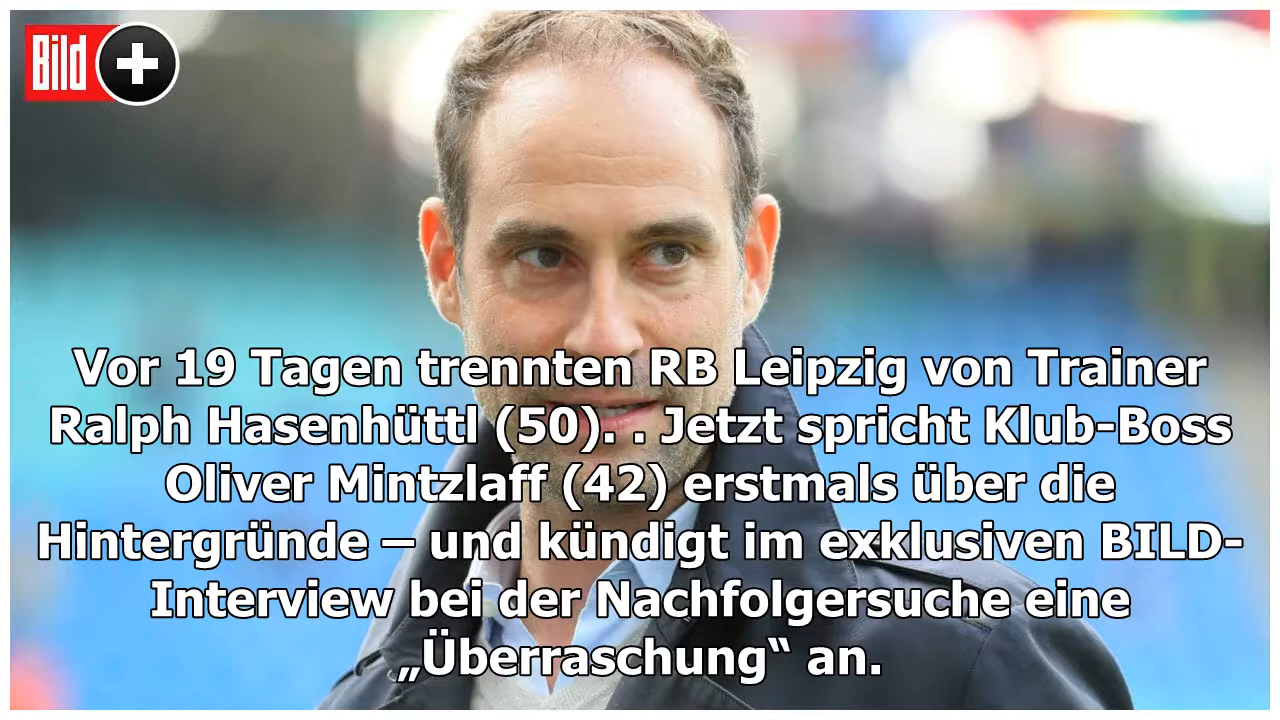 Bild
Vor 19 Tagen trennten RB Leipzig von Trainer
Ralph Hasenhüttl (50). . Jetzt spricht Klub-Boss
Oliver Mintzlaff (42) erstmals über die
Hintergründe – und kündigt im exklusiven BILD-
Interview bei der Nachfolgersuche eine
„Überraschung“ an.